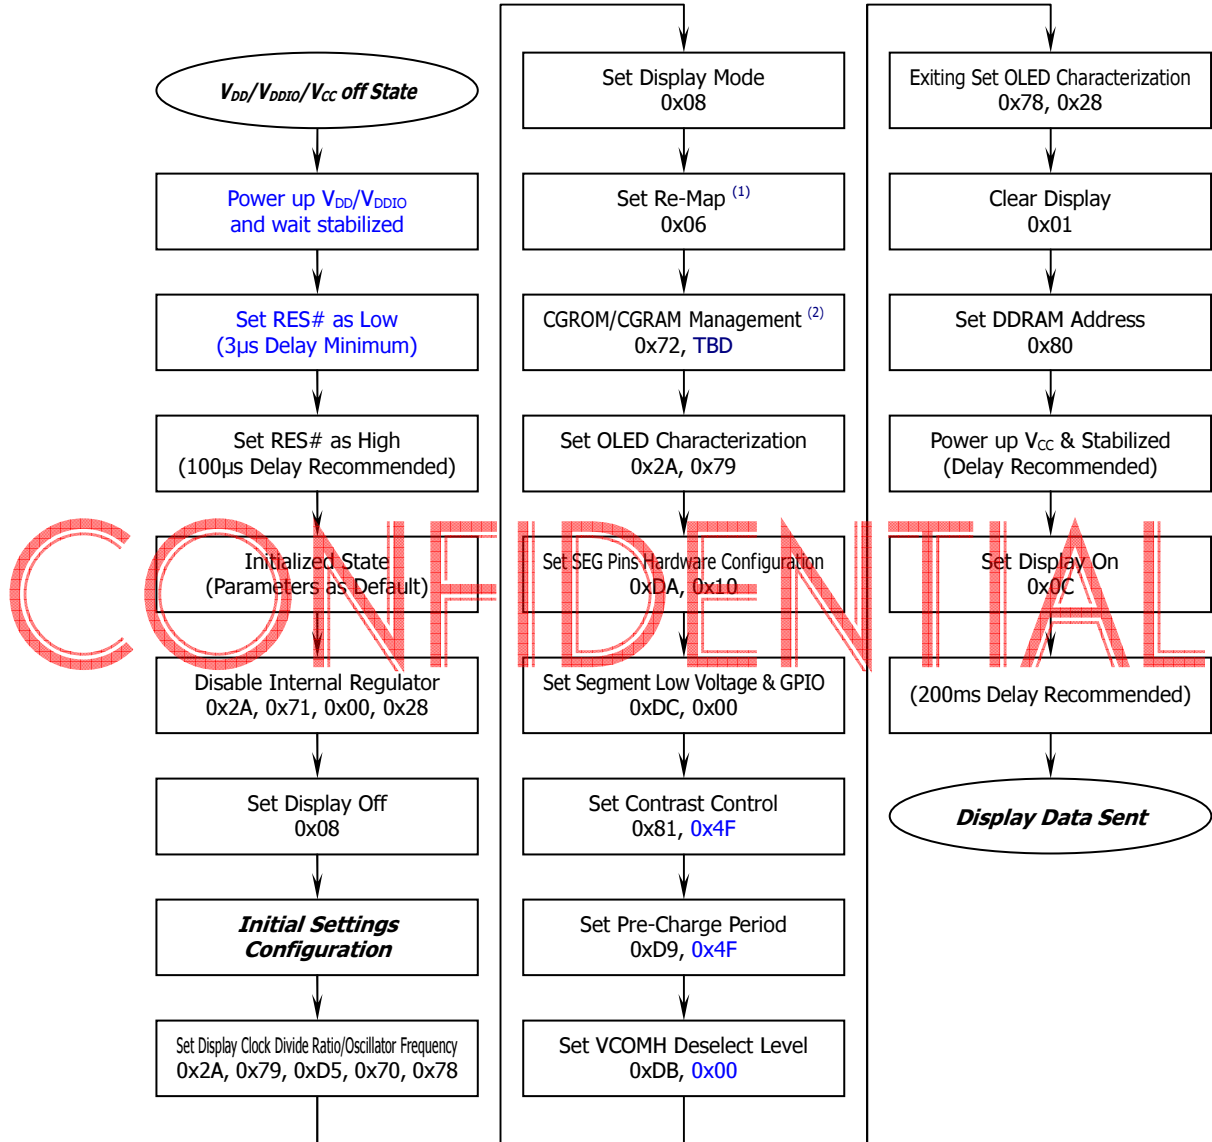 V_DD/V_DDIO/V_CC off State
Power up V_DD/V_DDIO
and wait stabilized
Set RES# as Low
(3µs Delay Minimum)
Set RES# as High
(100µs Delay Recommended)
Initialized State
(Parameters as Default)
Disable Internal Regulator
0x2A, 0x71, 0x00, 0x28
Set Display Off
0x08
Initial Settings
Configuration
Set Display Clock Divide Ratio/Oscillator Frequency
0x2A, 0x79, 0xD5, 0x70, 0x78
Set Display Mode
0x08
Set Re-Map (1)
0x06
CGROM/CGRAM Management (2)
0x72, TBD
Set OLED Characterization
0x2A, 0x79
Set SEG Pins Hardware Configuration
0xDA, 0x10
Set Segment Low Voltage & GPIO
0xDC, 0x00
Set Contrast Control
0x81, 0x4F
Set Pre-Charge Period
0xD9, 0x4F
Set VCOMH Deselect Level
0xDB, 0x00
Exiting Set OLED Characterization
0x78, 0x28
Clear Display
0x01
Set DDRAM Address
0x80
Power up V_CC & Stabilized
(Delay Recommended)
Set Display On
0x0C
(200ms Delay Recommended)
Display Data Sent
CONFIDENTIAL